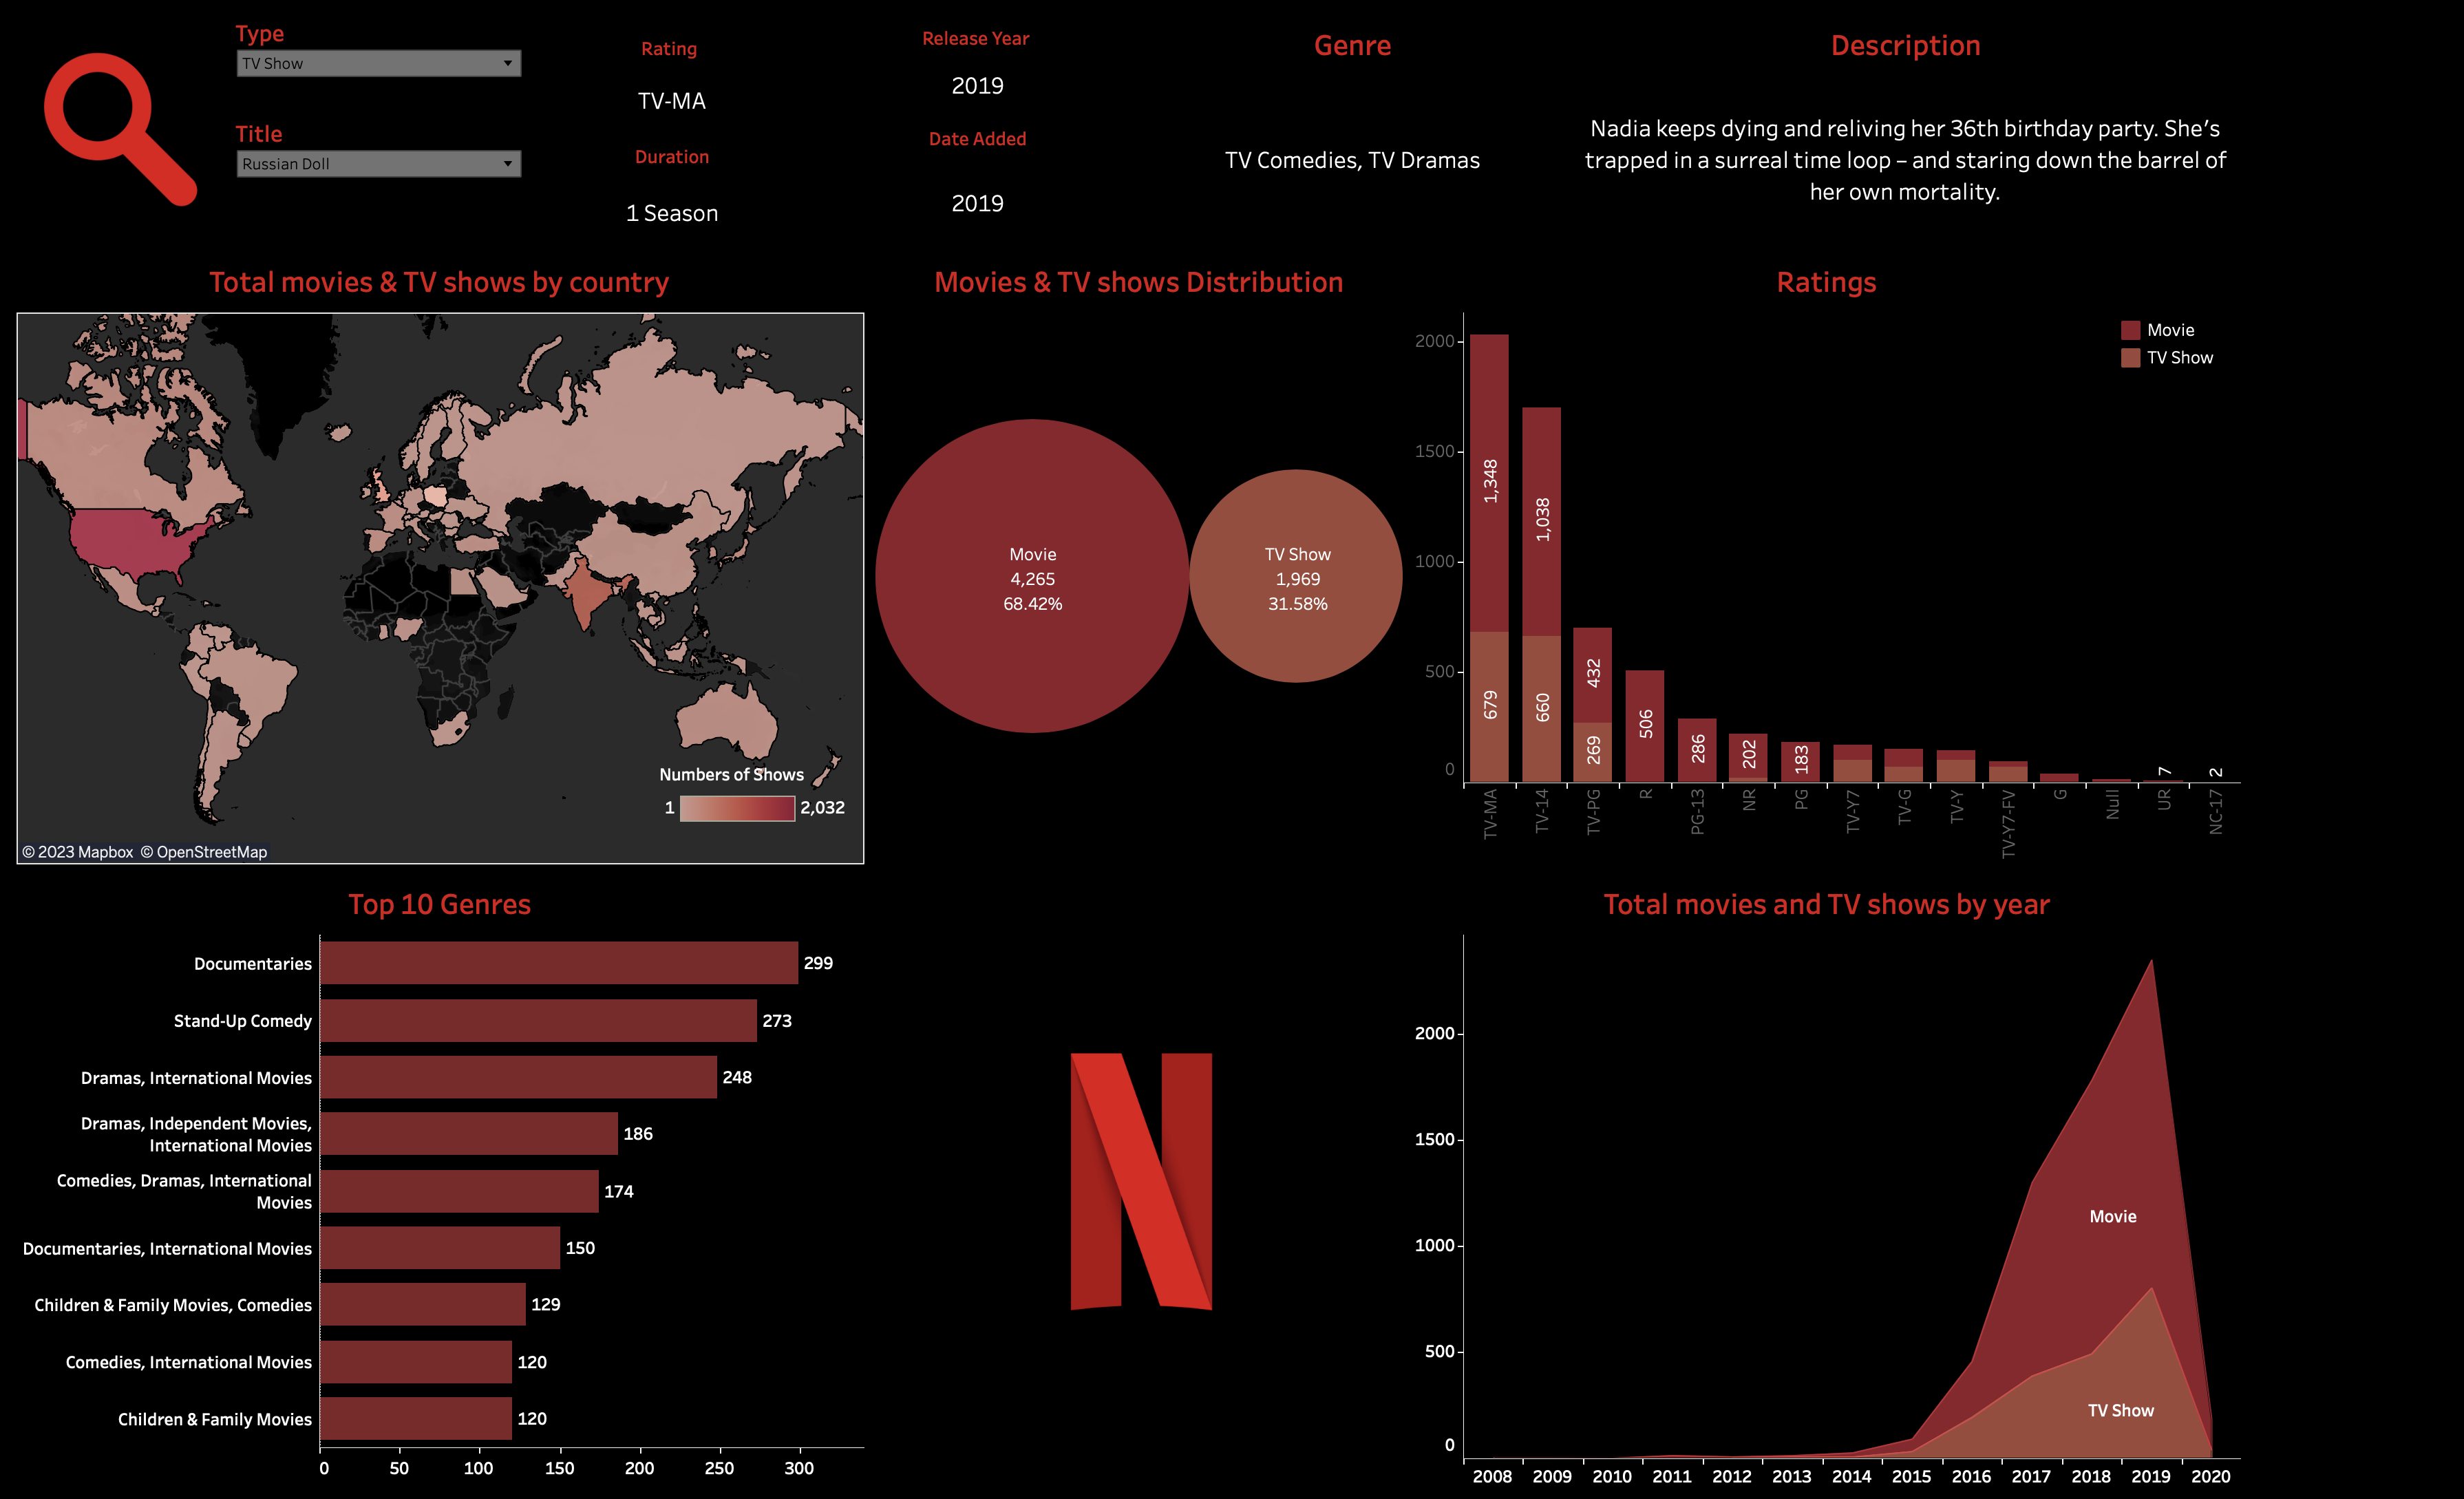 Type
TV Show
Title
Russian Doll
Rating
TV-MA
Duration
1 Season
Release Year
2019
Date Added
2019
Genre
TV Comedies, TV Dramas
Description
Nadia keeps dying and reliving her 36th birthday party. She's
trapped in a surreal time loop – and staring down the barrel of
her own mortality.
Total movies & TV shows by country
Numbers of Shows
1
2,032
© 2023 Mapbox © OpenStreetMap
Movies & TV shows Distribution
Movie
4,265
68.42%
TV Show
1,969
31.58%
Ratings
Movie
TV Show
2000
1500
1000
500
0
1,348
679
1,038
660
432
269
506
286
202
183
7
2
TV-MA
TV-14
TV-PG
R
PG-13
NR
PG
TV-Y7
TV-G
TV-Y
TV-Y7-FV
G
Null
UR
NC-17
Top 10 Genres
Documentaries
299
Stand-Up Comedy
273
Dramas, International Movies
248
Dramas, Independent Movies,
International Movies
186
Comedies, Dramas, International
Movies
174
Documentaries, International Movies
150
Children & Family Movies, Comedies
129
Comedies, International Movies
120
Children & Family Movies
120
0 50 100 150 200 250 300
N
Total movies and TV shows by year
2000
1500
1000
500
0
Movie
TV Show
2008 2009 2010 2011 2012 2013 2014 2015 2016 2017 2018 2019 2020